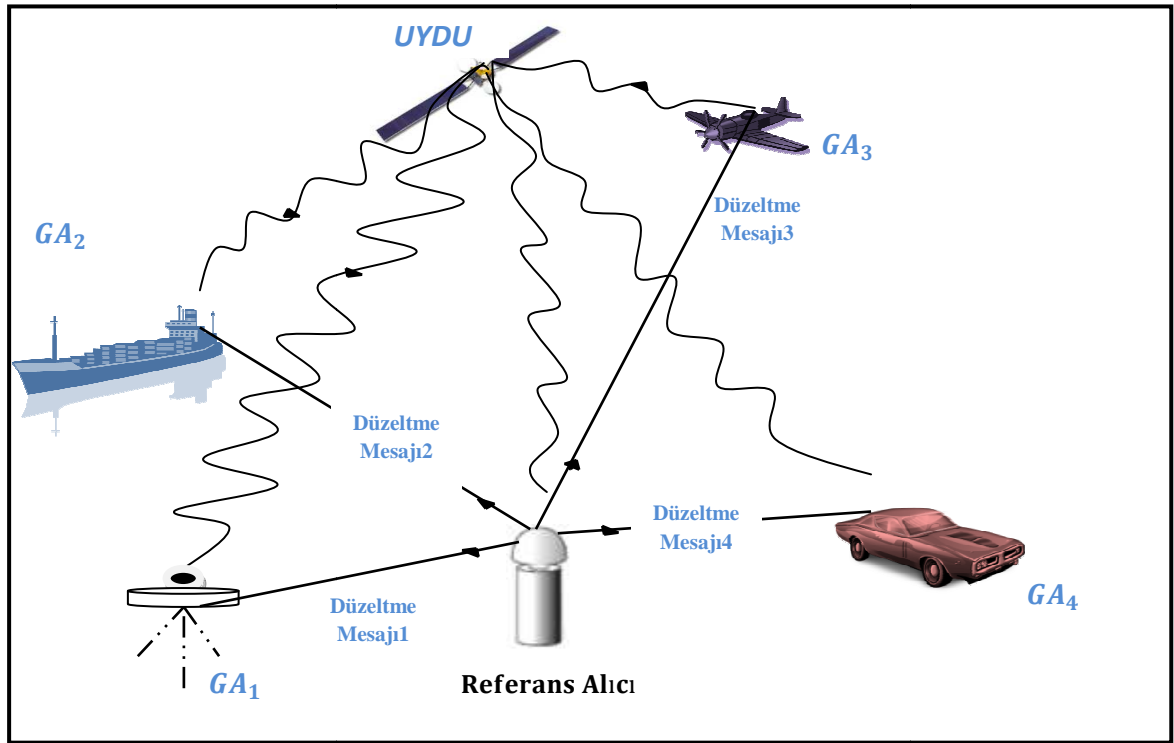 UYDU
GA₃
Düzeltme
Mesajı3
GA₂
Düzeltme
Mesajı2
Düzeltme
Mesajı4
GA₄
Düzeltme
Mesajı1
GA₁
Referans Alıcı